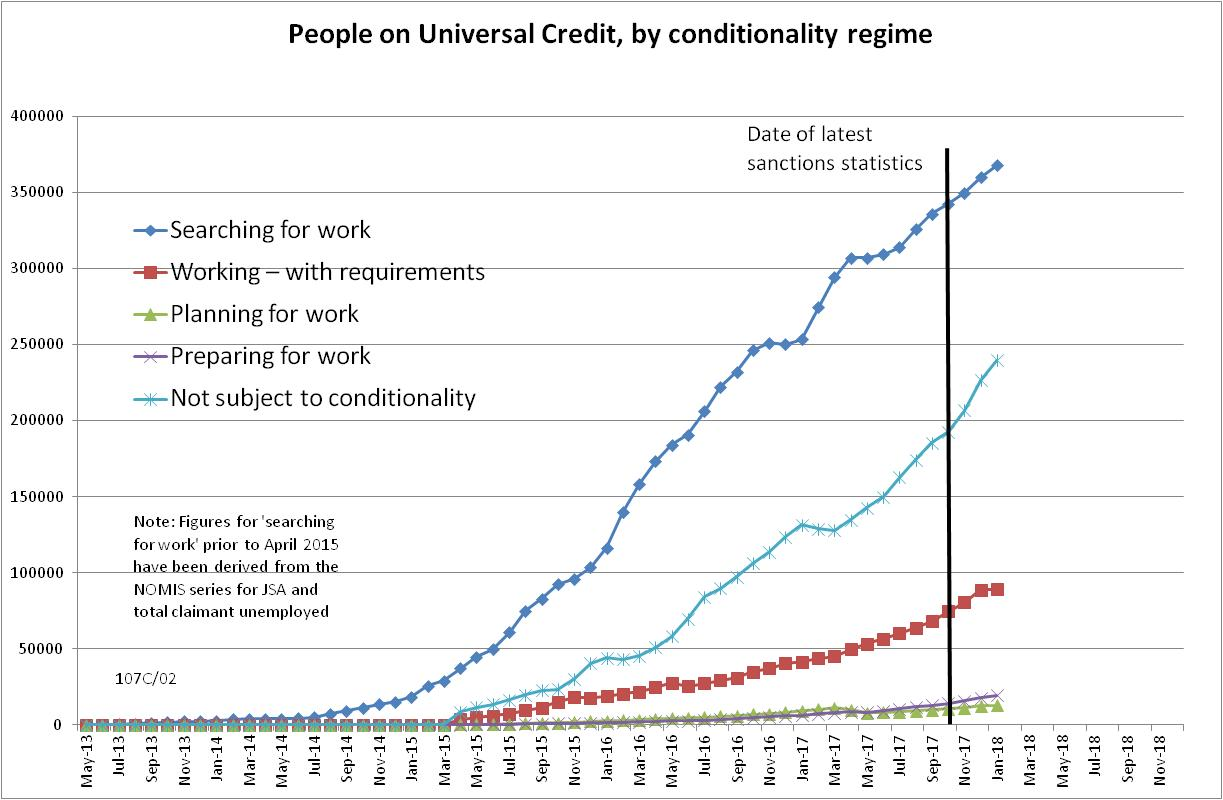 People on Universal Credit, by conditionality regime
400000
350000
300000
250000
200000
150000
100000
50000
0
Date of latest
sanctions statistics
Searching for work
Working – with requirements
Planning for work
Preparing for work
Not subject to conditionality
Note: Figures for 'searching
for work' prior to April 2015
have been derived from the
NOMIS series for JSA and
total claimant unemployed
107C/02
May-13
Jul-13
Sep-13
Nov-13
Jan-14
Mar-14
May-14
Jul-14
Sep-14
Nov-14
Jan-15
Mar-15
May-15
Jul-15
Sep-15
Nov-15
Jan-16
Mar-16
May-16
Jul-16
Sep-16
Nov-16
Jan-17
Mar-17
May-17
Jul-17
Sep-17
Nov-17
Jan-18
Mar-18
May-18
Jul-18
Sep-18
Nov-18